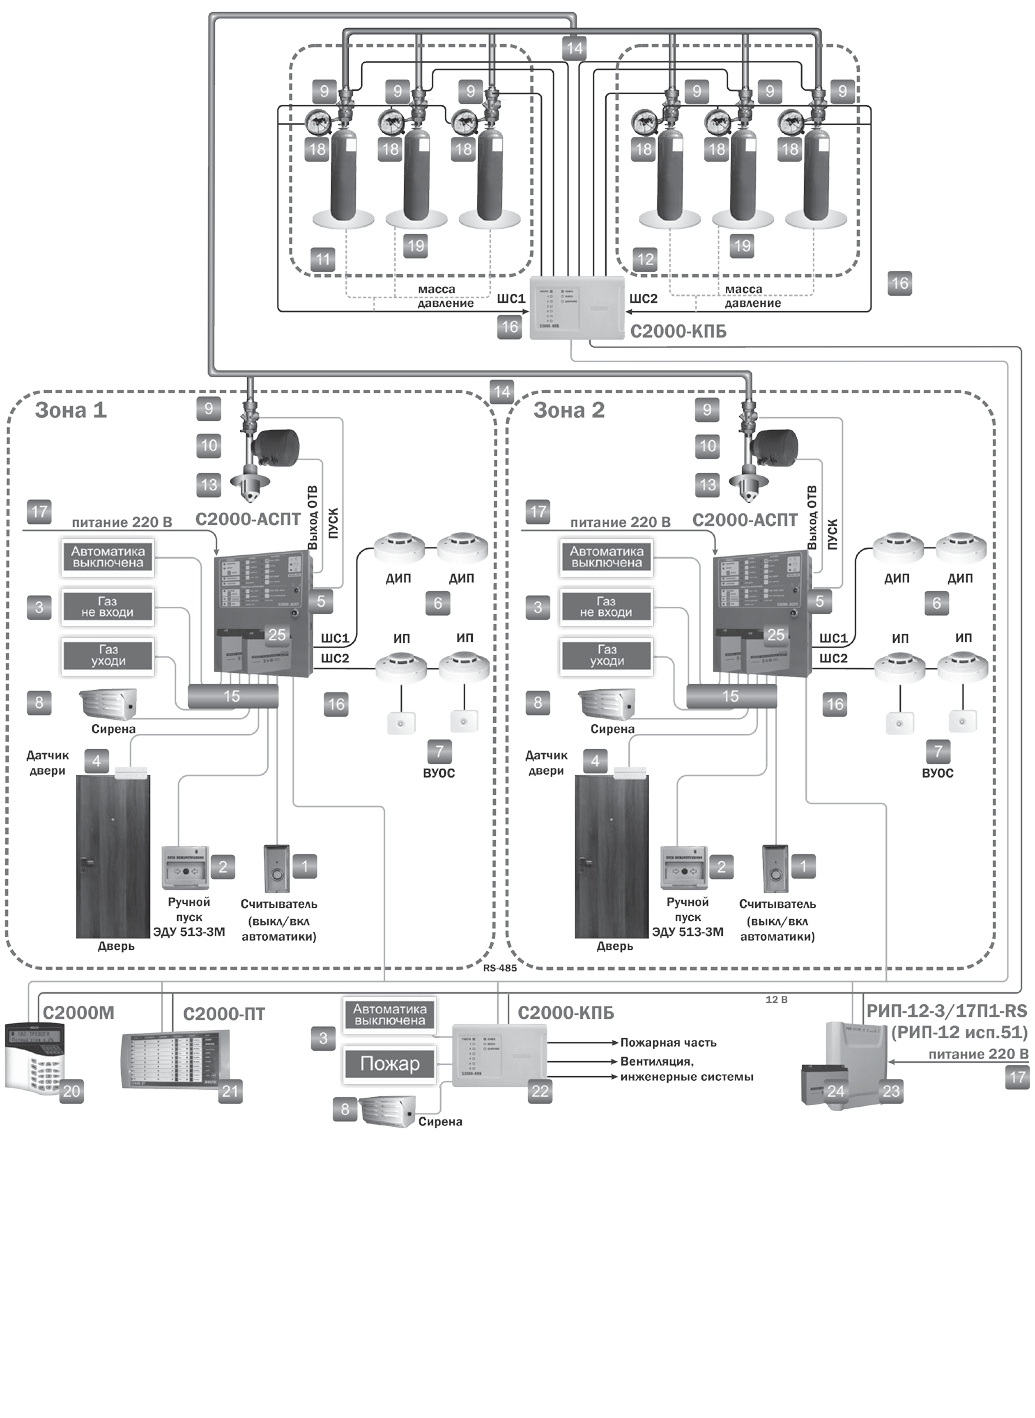 14
9
9
9
9
9
9
18
18
18
18
18
18
19
19
11
12
масса
давление
ШС1
ШС2
масса
давление
16
16
С2000-КПБ
14
Зона 1
9
10
13
С2000-АСПТ
17
питание 220 В
Выход ОТВ
ПУСК
Автоматика
выключена
ДИП
ДИП
3
Газ
не входи
5
6
25
ШС1
ШС2
ИП
ИП
Газ
уходи
8
15
16
Сирена
7
ВУОС
Датчик
двери
4
2
1
Ручной
пуск
ЭДУ 513-3М
Считыватель
(выкл/вкл
автоматики)
Дверь
Зона 2
9
10
13
С2000-АСПТ
17
питание 220 В
Выход ОТВ
ПУСК
Автоматика
выключена
ДИП
ДИП
3
Газ
не входи
5
6
25
ШС1
ШС2
ИП
ИП
Газ
уходи
8
15
16
Сирена
7
ВУОС
Датчик
двери
4
2
1
Ручной
пуск
ЭДУ 513-3М
Считыватель
(выкл/вкл
автоматики)
Дверь
RS-485
12 В
С2000М
20
С2000-ПТ
21
Автоматика
выключена
3
Пожар
8
Сирена
С2000-КПБ
22
Пожарная часть
Вентиляция,
инженерные системы
РИП-12-3/17П1-RS
(РИП-12 исп.51)
питание 220 В
17
24
23